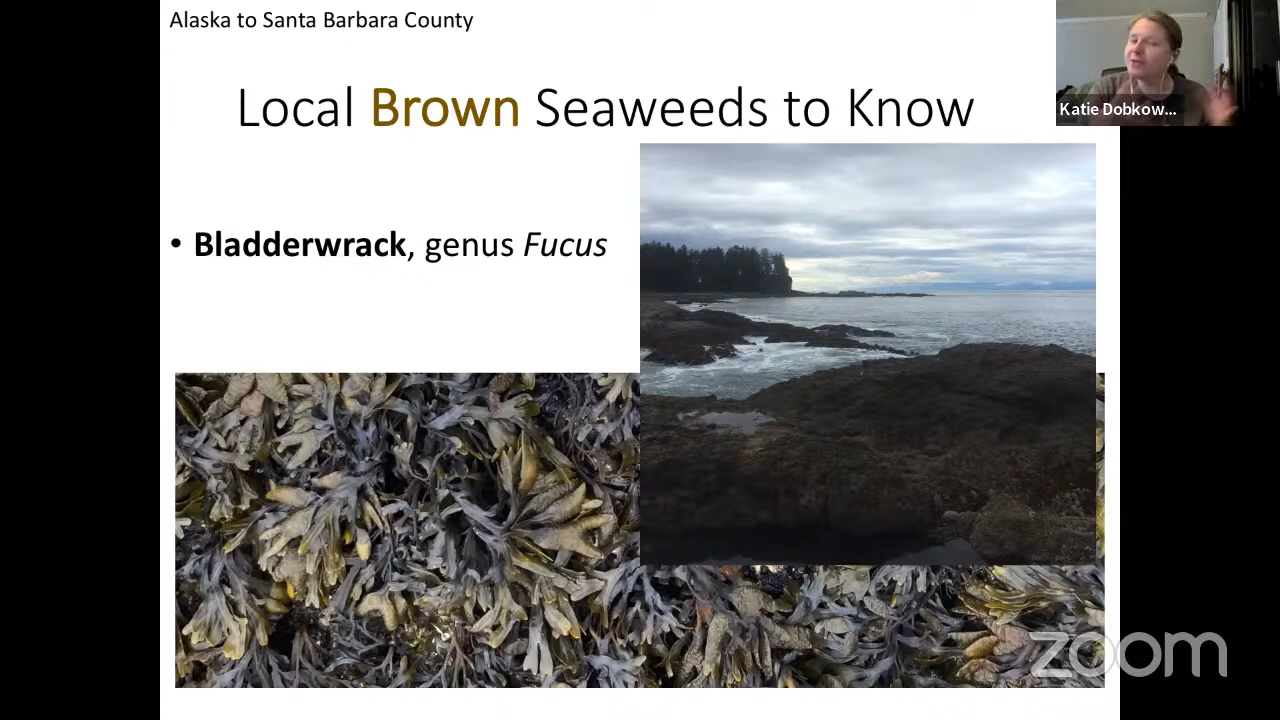 Alaska to Santa Barbara County
Katie Dobkow...
Local Brown Seaweeds to Know
• Bladderwrack, genus Fucus
zoom